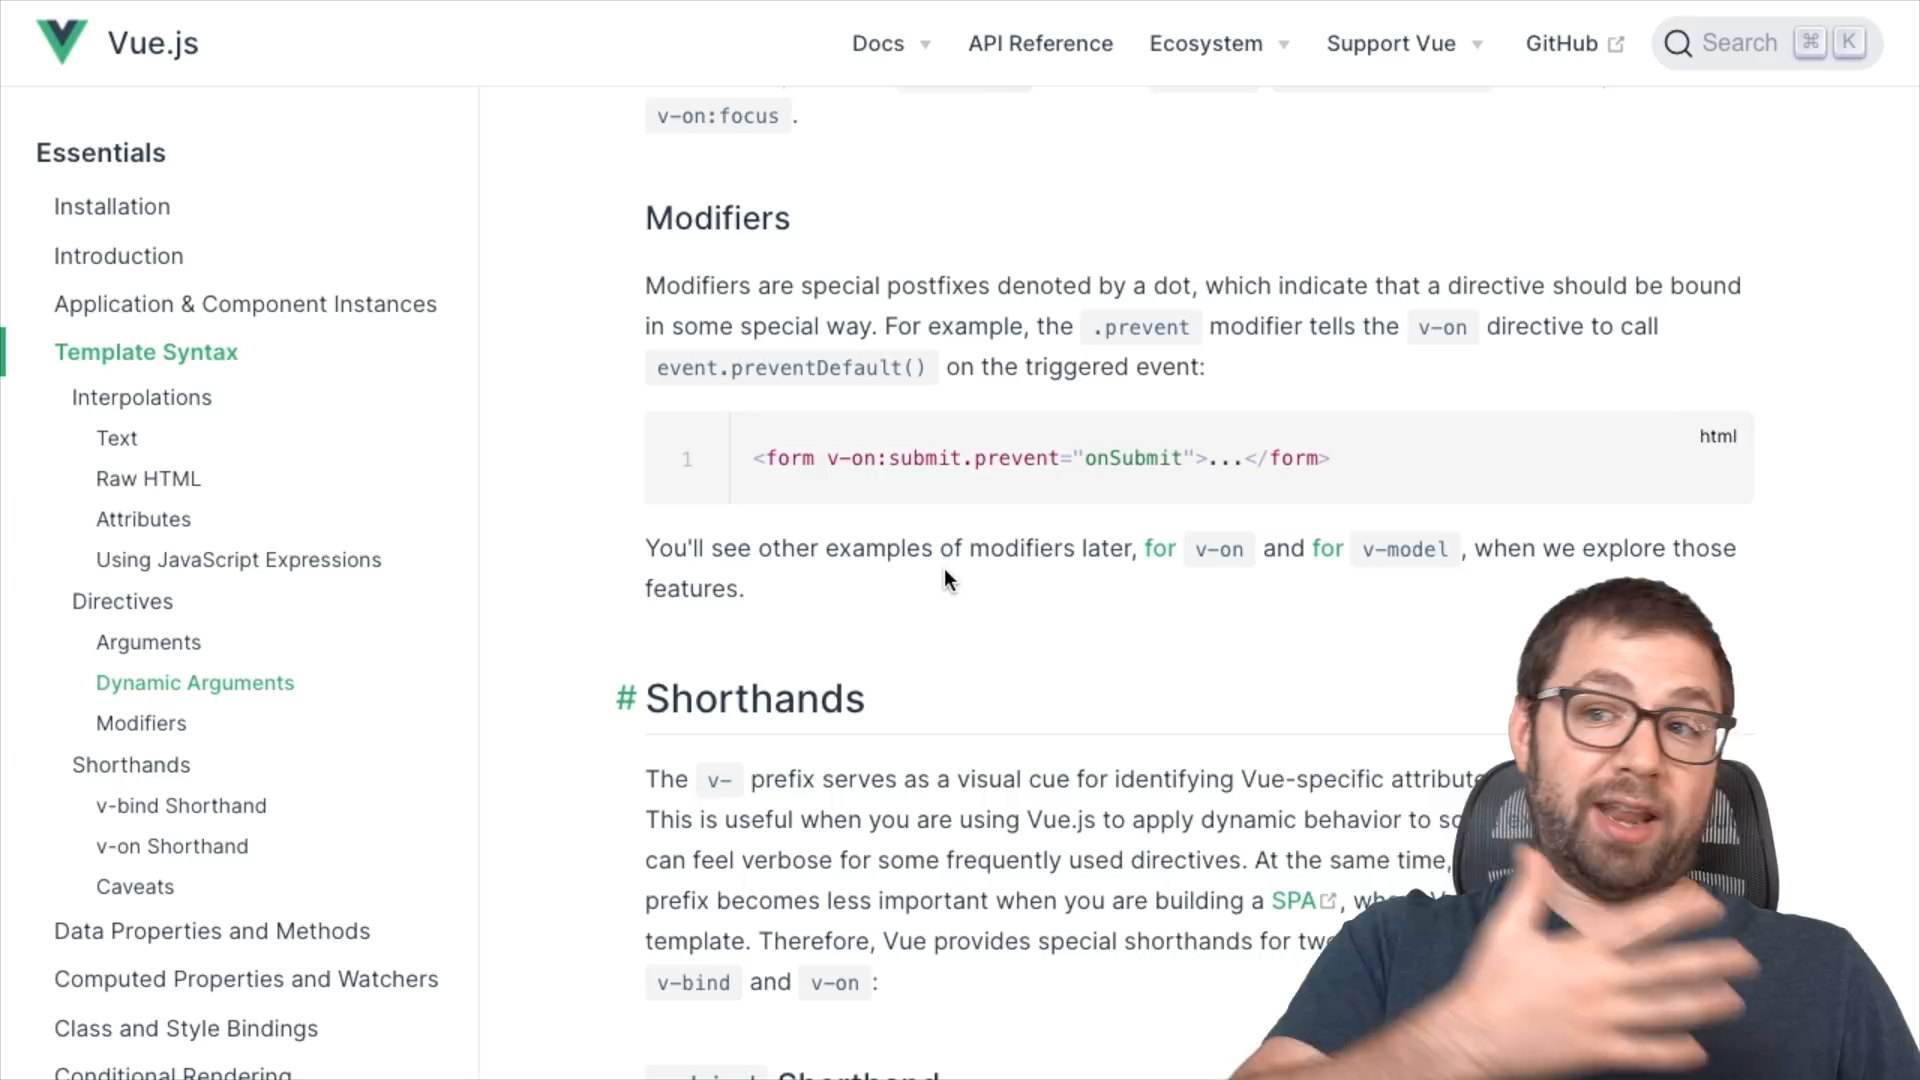 Vue.js
Docs
API Reference
Ecosystem
Support Vue
GitHub
Search ⌘ K
Essentials
Installation
Introduction
Application & Component Instances
Template Syntax
Interpolations
Text
Raw HTML
Attributes
Using JavaScript Expressions
Directives
Arguments
Dynamic Arguments
Modifiers
Shorthands
v-bind Shorthand
v-on Shorthand
Caveats
Data Properties and Methods
Computed Properties and Watchers
Class and Style Bindings
Conditional Rendering
v-on:focus .
Modifiers
Modifiers are special postfixes denoted by a dot, which indicate that a directive should be bound
in some special way. For example, the .prevent modifier tells the v-on directive to call
event.preventDefault() on the triggered event:
html
1 <form v-on:submit.prevent="onSubmit">...</form>
You'll see other examples of modifiers later, for v-on and for v-model , when we explore those
features.
# Shorthands
The v- prefix serves as a visual cue for identifying Vue-specific attribute
This is useful when you are using Vue.js to apply dynamic behavior to
can feel verbose for some frequently used directives. At the same time,
prefix becomes less important when you are building a SPA ,
template. Therefore, Vue provides special shorthands for
v-bind and v-on :
Shorthand